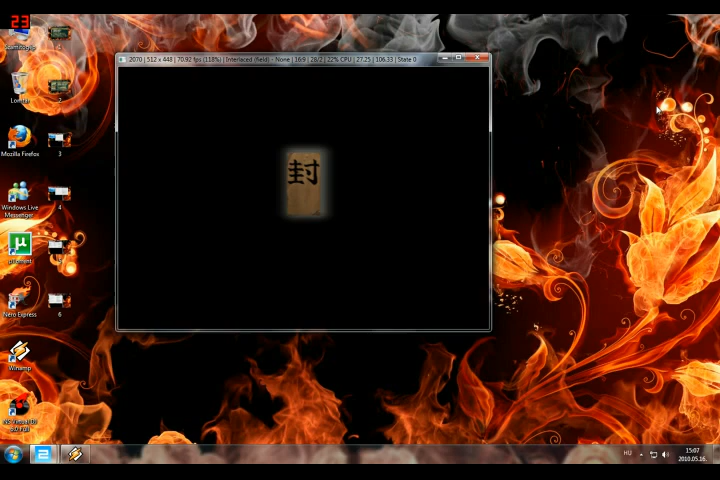 23
1
2
Mozilla Firefox
3
Windows Live
Messenger
4
µTorrent
Nero Express
6
Winamp
2070 | 512 x 448 | 70.92 fps (118%) | Interlaced (field) - None | 16:9 | 28/2 | 22% CPU | 27.25 | 106.33 | State 0
封
HU
15:07
2010.05.16.